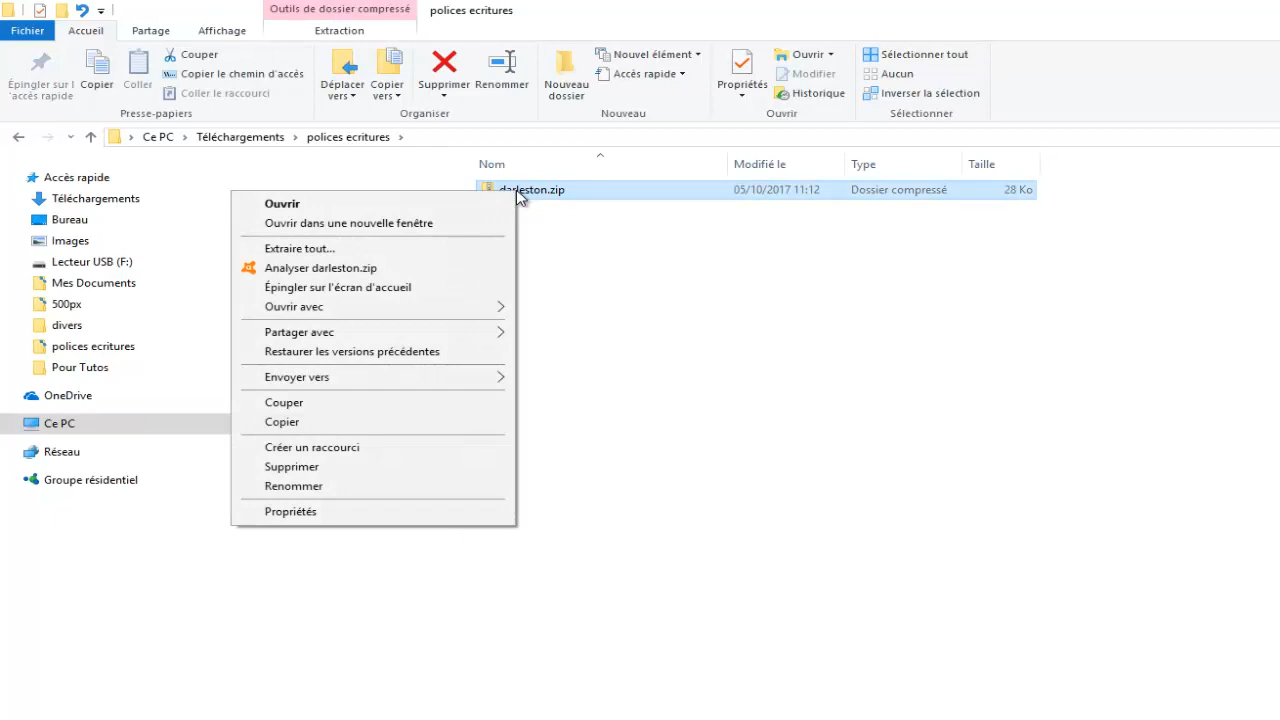 Outils de dossier compressé polices ecritures
Fichier Accueil Partage Affichage Extraction
Épingler sur l
'accès rapide
Copier
Coller
Couper
Copier le chemin d'accès
Coller le raccourci
Presse-papiers
Déplacer
vers
Copier
vers
Supprimer
Renommer
Organiser
Nouveau
dossier
Nouvel élément
Accès rapide
Nouveau
Propriétés
Ouvrir
Modifier
Historique
Ouvrir
Sélectionner tout
Aucun
Inverser la sélection
Sélectionner
Ce PC > Téléchargements > polices ecritures >
Accès rapide
Téléchargements
Bureau
Images
Lecteur USB (F:)
Mes Documents
500px
divers
polices ecritures
Pour Tutos
OneDrive
Ce PC
Réseau
Groupe résidentiel
Nom Modifié le Type Taille
darleston.zip 05/10/2017 11:12 Dossier compressé 28 Ko
Ouvrir
Ouvrir dans une nouvelle fenêtre
Extraire tout...
Analyser darleston.zip
Épingler sur l'écran d'accueil
Ouvrir avec
Partager avec
Restaurer les versions précédentes
Envoyer vers
Couper
Copier
Créer un raccourci
Supprimer
Renommer
Propriétés